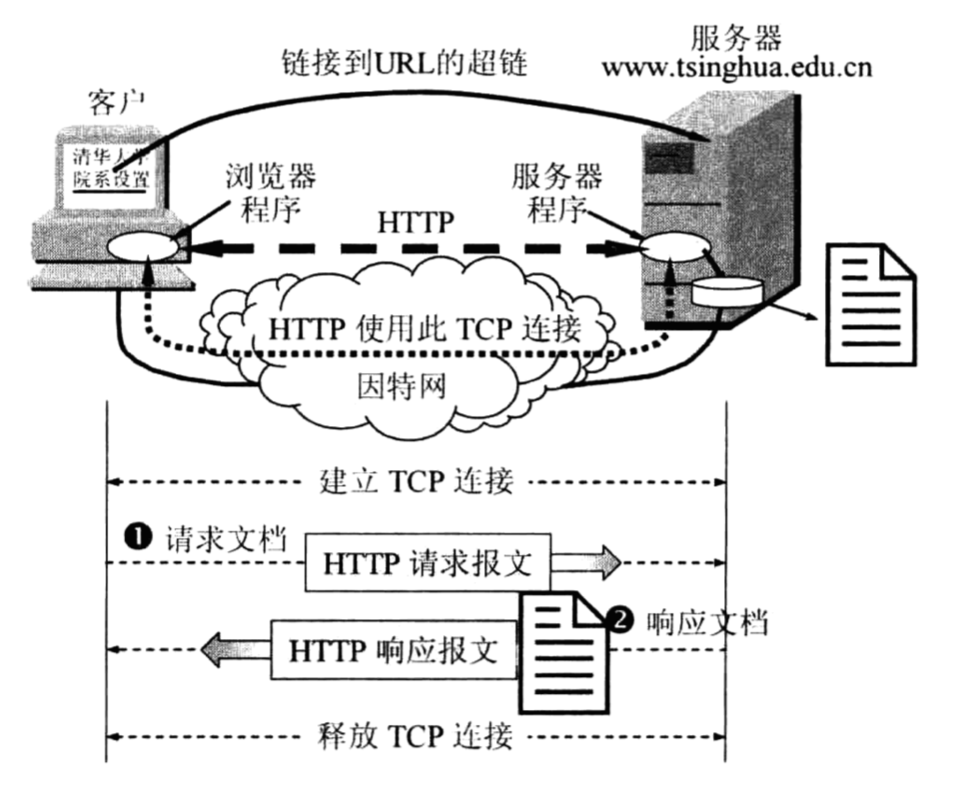 链接到URL的超链
服务器
www.tsinghua.edu.cn
客户
清华大学
院系设置
浏览器
程序
服务器
程序
HTTP
HTTP 使用此 TCP 连接
因特网
建立 TCP 连接
❶ 请求文档
HTTP 请求报文
❷ 响应文档
HTTP 响应报文
释放 TCP 连接